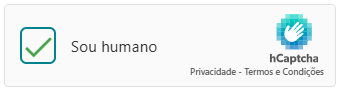 Sou humano
hCaptcha
Privacidade - Termos e Condições